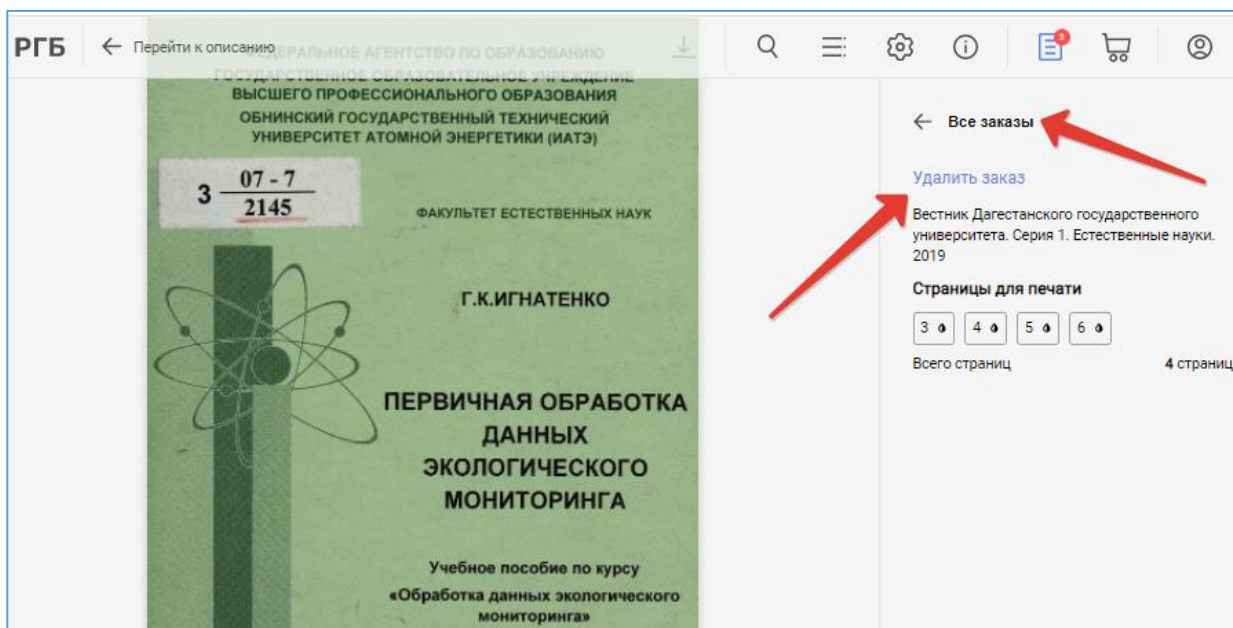 РГБ
Перейти к описанию
ФЕДЕРАЛЬНОЕ АГЕНТСТВО ПО ОБРАЗОВАНИЮ
ГОСУДАРСТВЕННОЕ ОБРАЗОВАТЕЛЬНОЕ УЧРЕЖДЕНИЕ
ВЫСШЕГО ПРОФЕССИОНАЛЬНОГО ОБРАЗОВАНИЯ
ОБНИНСКИЙ ГОСУДАРСТВЕННЫЙ ТЕХНИЧЕСКИЙ
УНИВЕРСИТЕТ АТОМНОЙ ЭНЕРГЕТИКИ (ИАТЭ)
3 07 - 7
2145
ФАКУЛЬТЕТ ЕСТЕСТВЕННЫХ НАУК
Г.К.ИГНАТЕНКО
ПЕРВИЧНАЯ ОБРАБОТКА
ДАННЫХ
ЭКОЛОГИЧЕСКОГО
МОНИТОРИНГА
Учебное пособие по курсу
«Обработка данных экологического
мониторинга»
3
Все заказы
Удалить заказ
Вестник Дагестанского государственного
университета. Серия 1. Естественные науки.
2019
Страницы для печати
3 4 5 6
Всего страниц 4 страниц